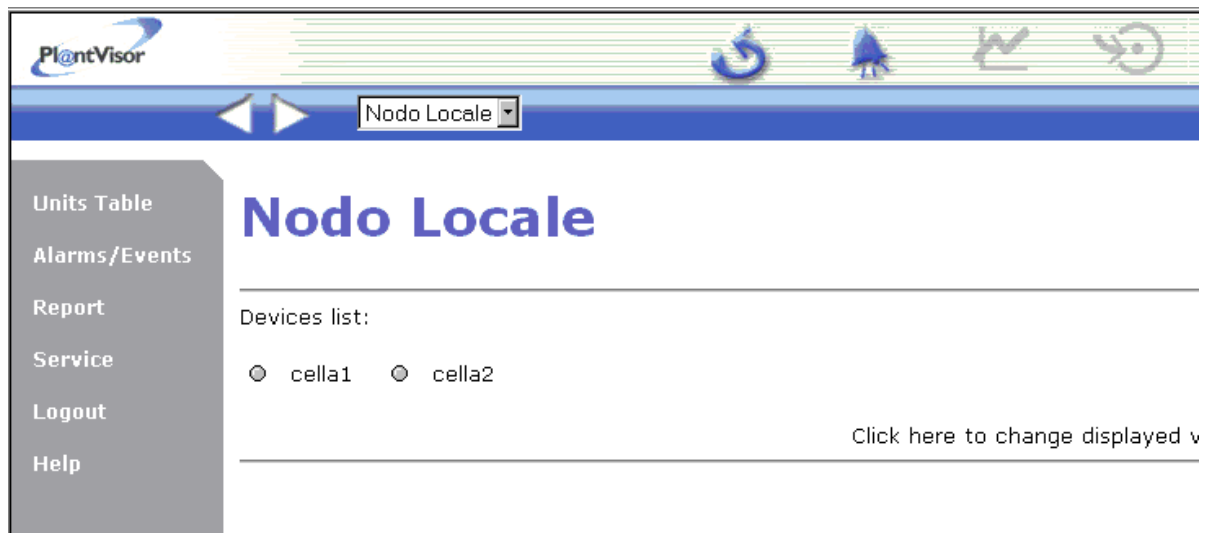 Pl@ntVisor
Nodo Locale
Units Table
Alarms/Events
Report
Service
Logout
Help
Nodo Locale
Devices list:
cella1 cella2
Click here to change displayed v